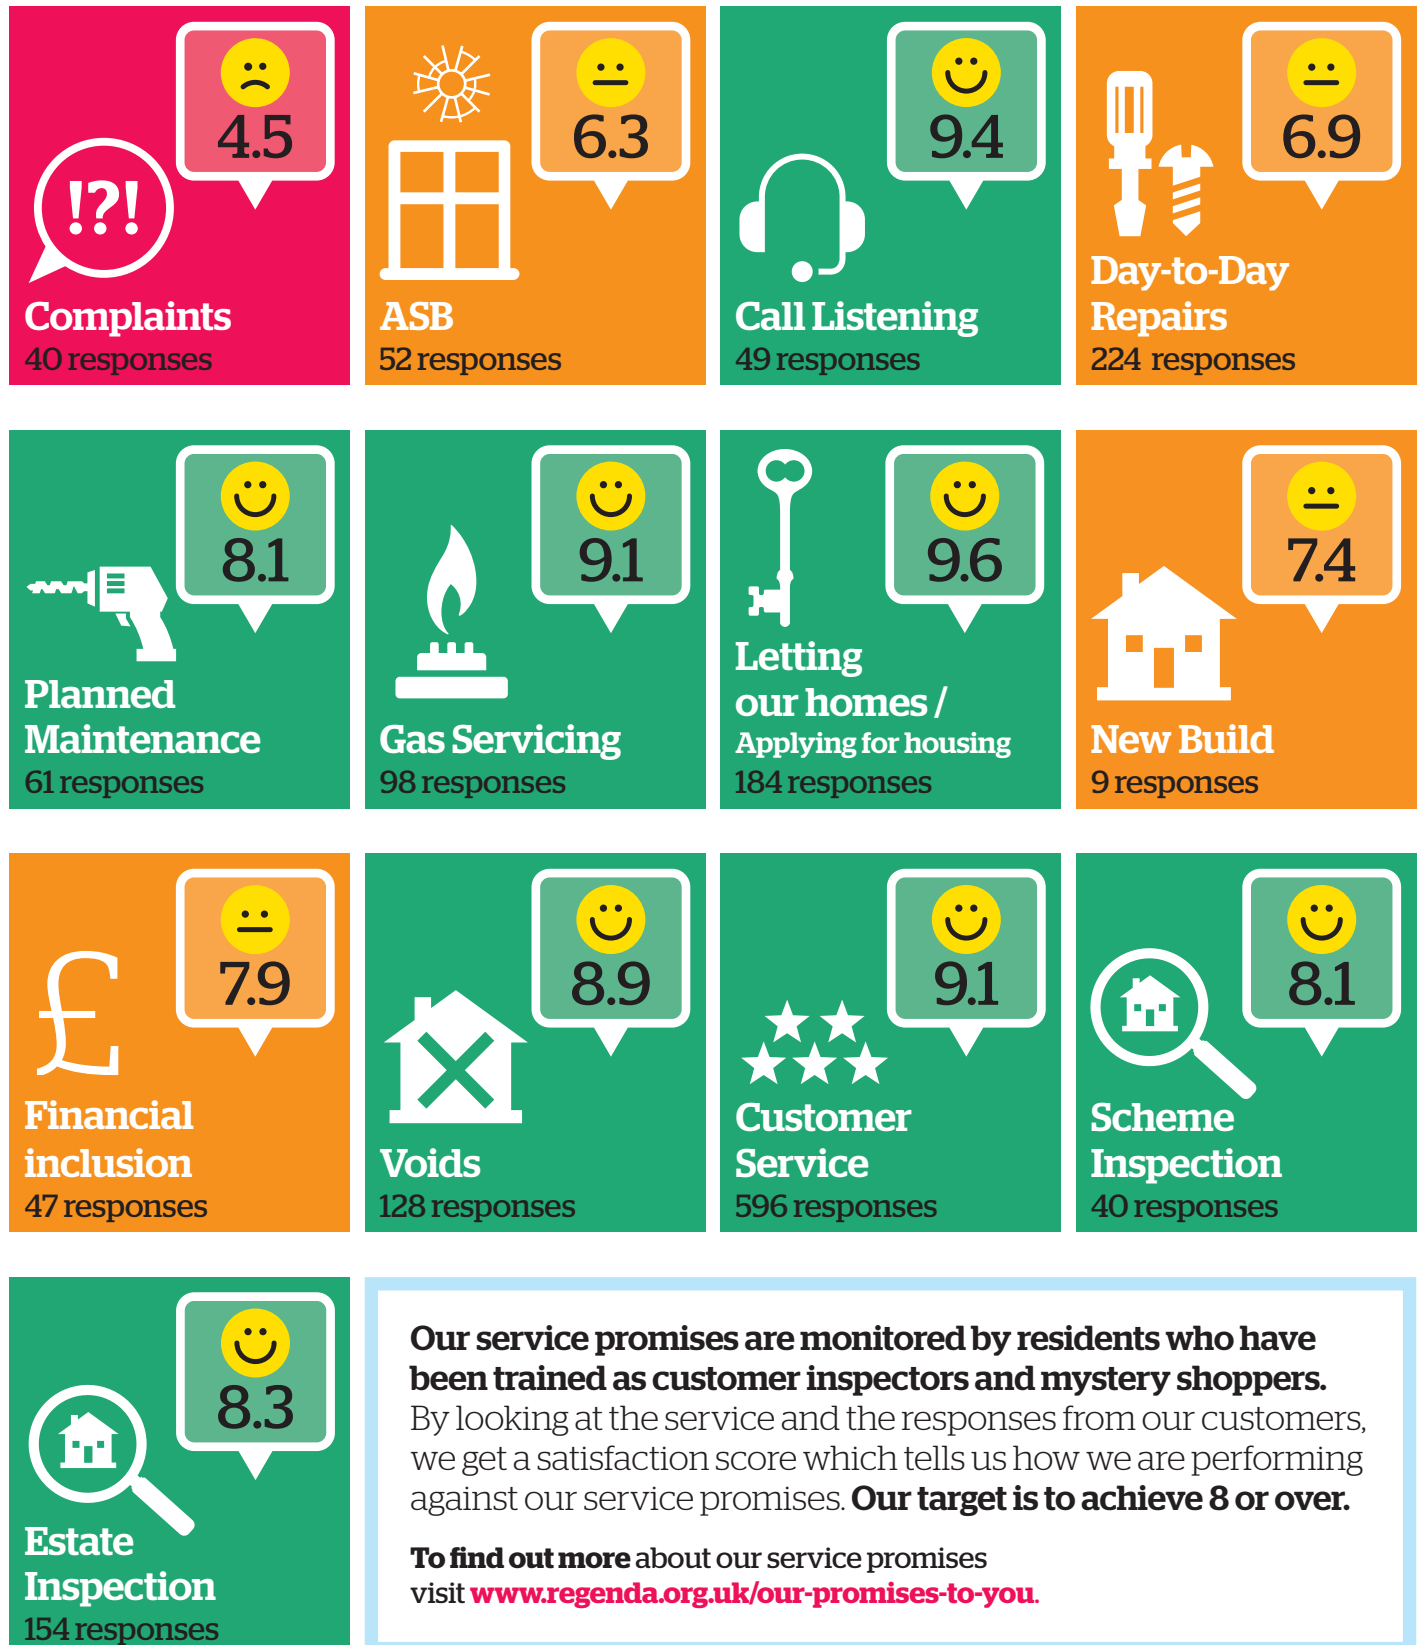 4.5
!?!
Complaints
40 responses
6.3
ASB
52 responses
9.4
Call Listening
49 responses
6.9
Day-to-Day
Repairs
224 responses
8.1
Planned
Maintenance
61 responses
9.1
Gas Servicing
98 responses
9.6
Letting
our homes /
Applying for housing
184 responses
7.4
New Build
9 responses
7.9
£
Financial
inclusion
47 responses
8.9
Voids
128 responses
9.1
Customer
Service
596 responses
8.1
Scheme
Inspection
40 responses
8.3
Estate
Inspection
154 responses
Our service promises are monitored by residents who have
been trained as customer inspectors and mystery shoppers.
By looking at the service and the responses from our customers,
we get a satisfaction score which tells us how we are performing
against our service promises. Our target is to achieve 8 or over.
To find out more about our service promises
visit www.regenda.org.uk/our-promises-to-you.